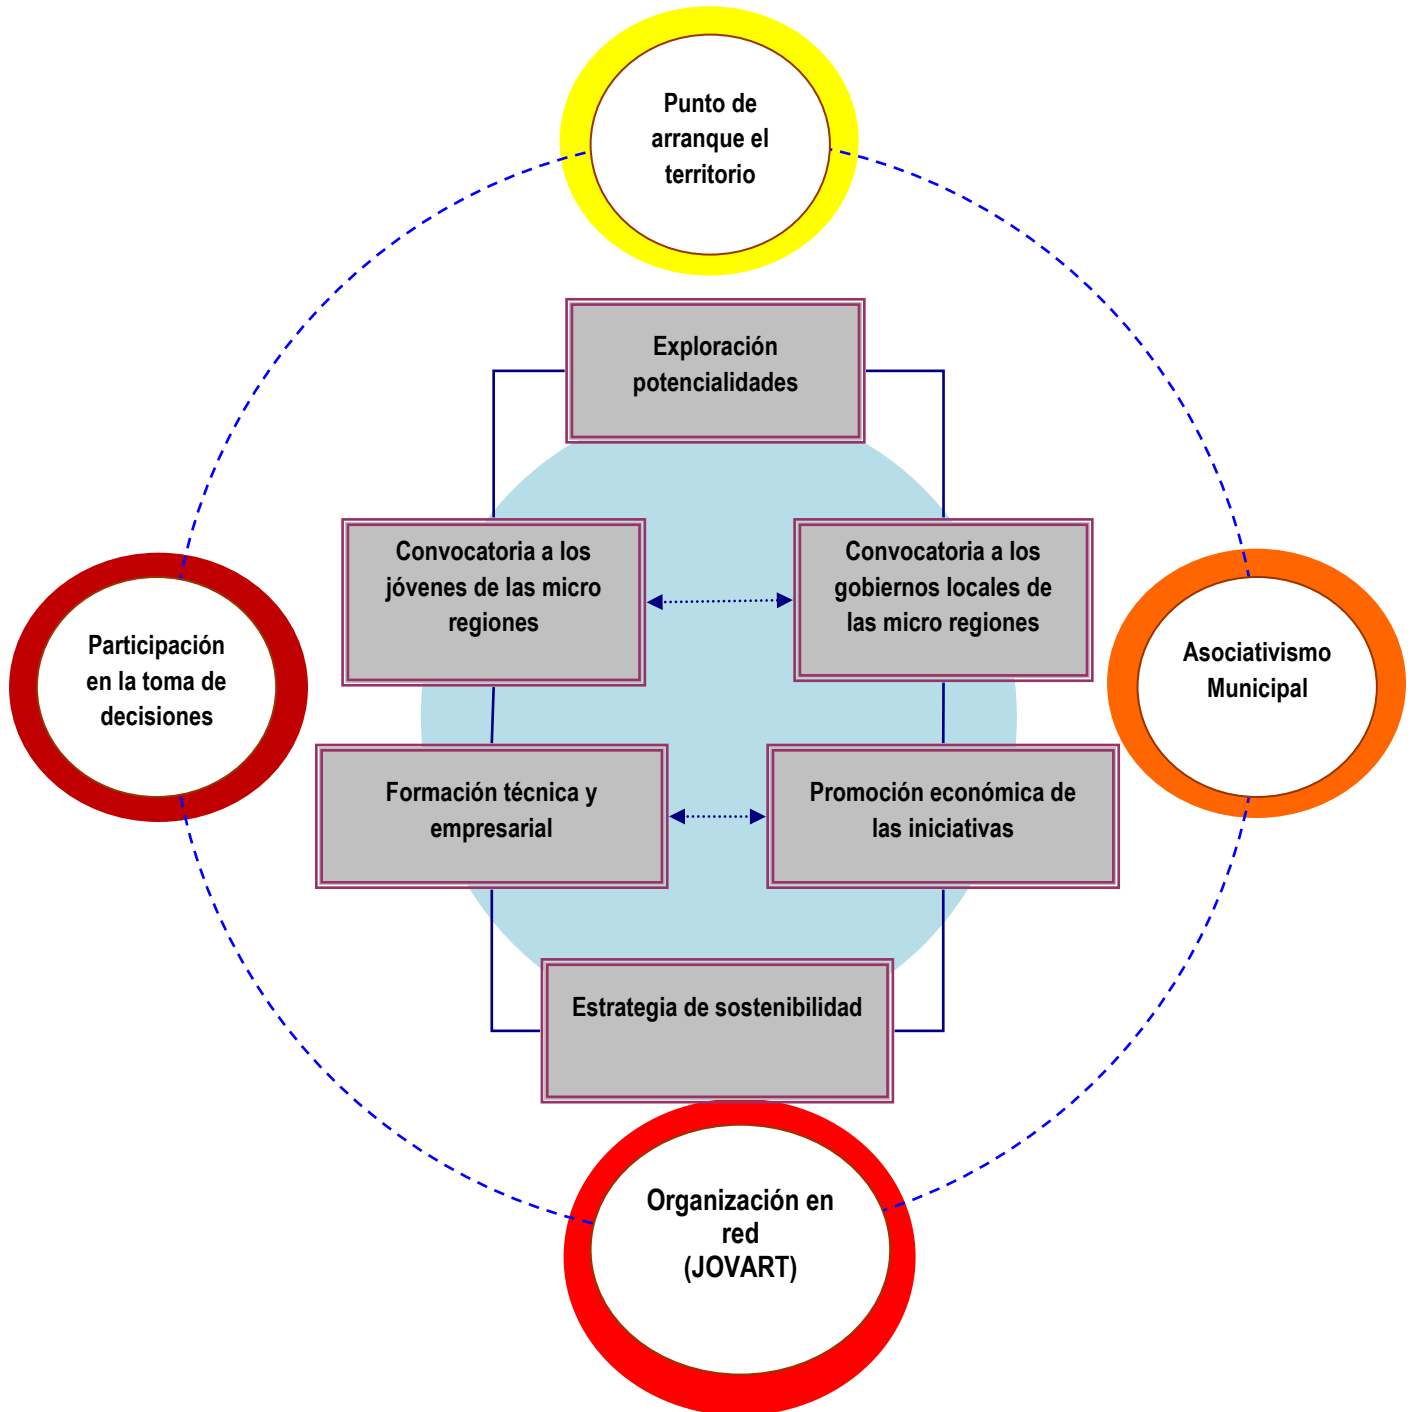 Punto de
arranque el
territorio
Exploración
potencialidades
Convocatoria a los
jóvenes de las micro
regiones
Convocatoria a los
gobiernos locales de
las micro regiones
Participación
en la toma de
decisiones
Asociativismo
Municipal
Formación técnica y
empresarial
Promoción económica de
las iniciativas
Estrategia de sostenibilidad
Organización en
red
(JOVART)